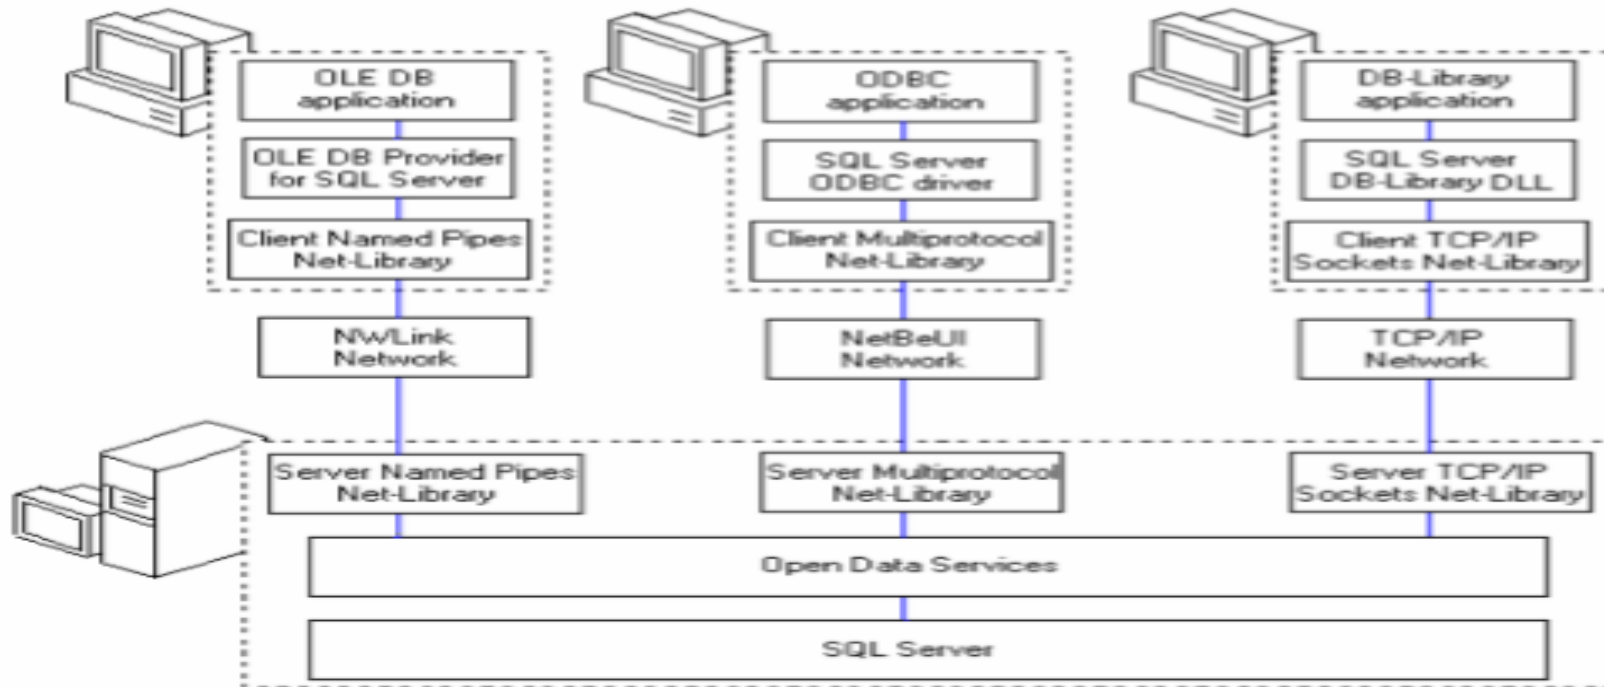 OLE DB
application
ODBC
application
DB-Library
application
OLE DB Provider
for SQL Server
SQL Server
ODBC driver
SQL Server
DB-Library DLL
Client Named Pipes
Net-Library
Client Multiprotocol
Net-Library
Client TCP/IP
Sockets Net-Library
NWLink
Network
NetBeUI
Network
TCP/IP
Network
Server Named Pipes
Net-Library
Server Multiprotocol
Net-Library
Server TCP/IP
Sockets Net-Library
Open Data Services
SQL Server